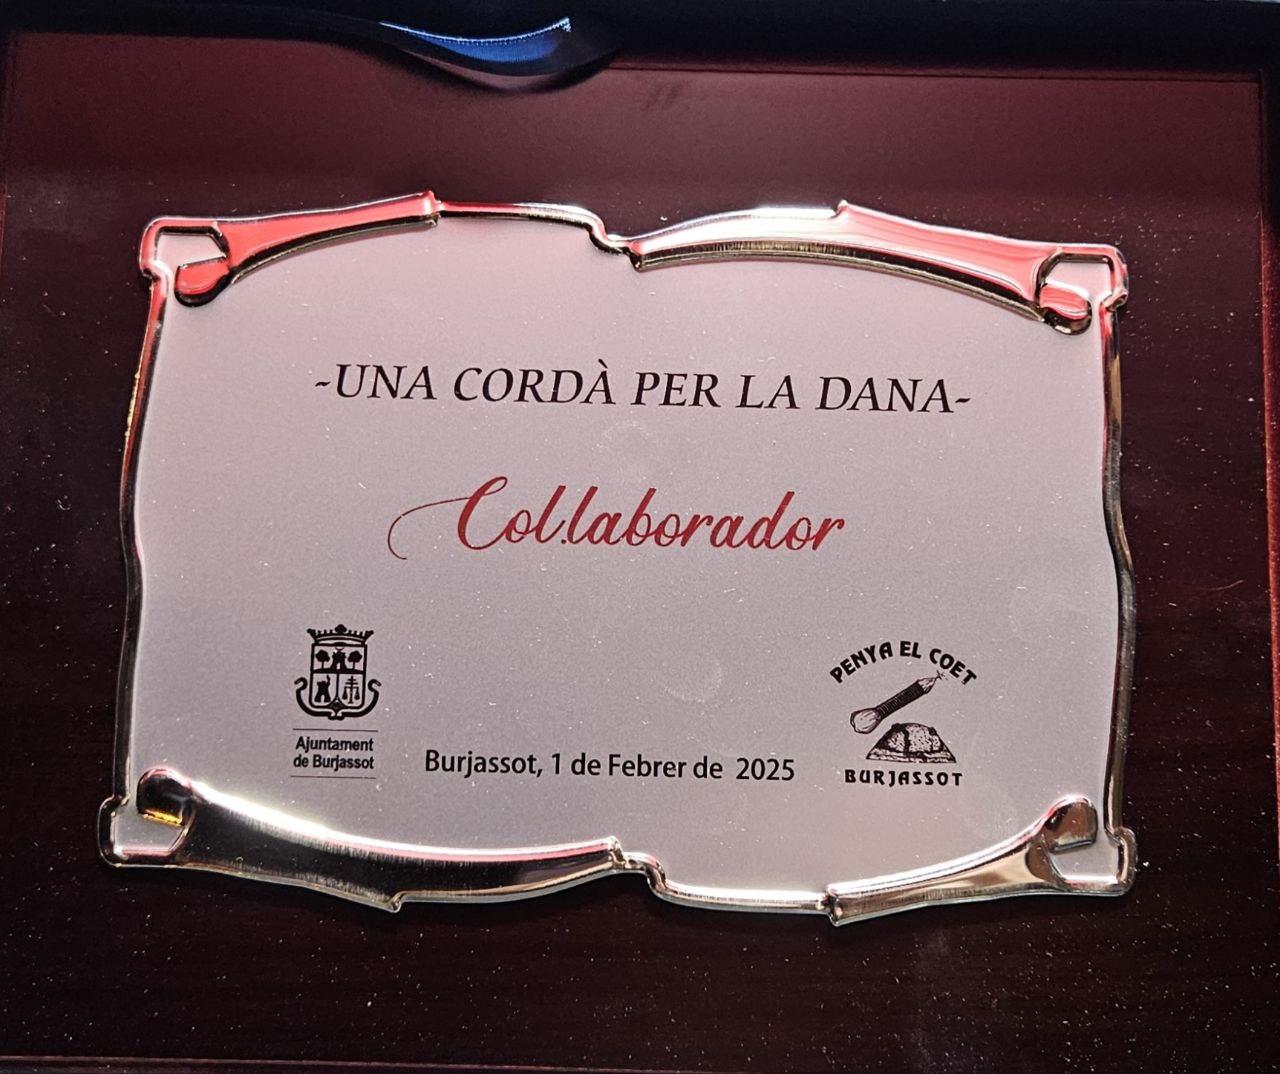 -UNA CORDÀ PER LA DANA-
Col.laborador
Ajuntament
de Burjassot
Burjassot, 1 de Febrer de 2025
PENYA EL COET
BURJASSOT